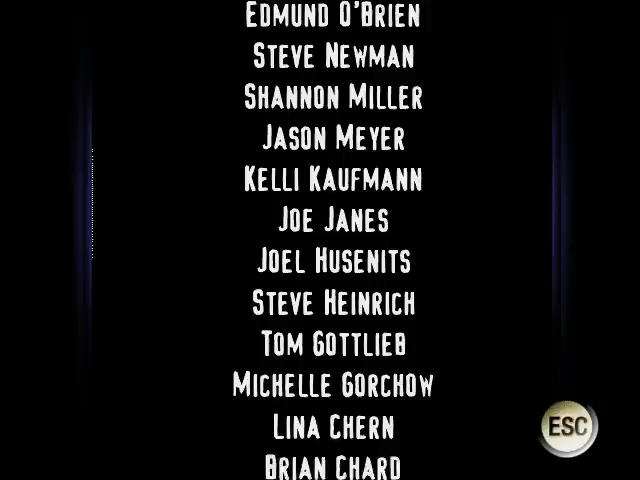 Edmund O'Brien
Steve Newman
Shannon Miller
Jason Meyer
Kelli Kaufmann
Joe Janes
Joel Husenits
Steve Heinrich
Tom Gottlieb
Michelle Gorchow
Lina Chern
ESC
Brian Chard